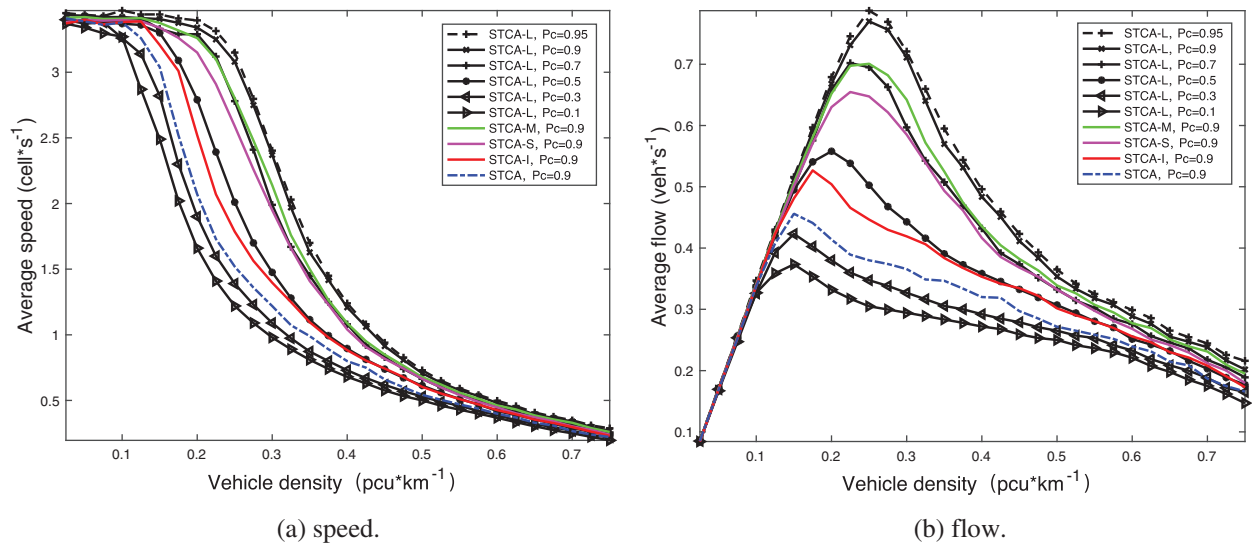 Average speed (cell*s⁻¹)
3
2.5
2
1.5
1
0.5
0.1
0.2
0.3
0.4
0.5
0.6
0.7
Vehicle density (pcu*km⁻¹)
STCA-L, Pc=0.95
STCA-L, Pc=0.9
STCA-L, Pc=0.7
STCA-L, Pc=0.5
STCA-L, Pc=0.3
STCA-L, Pc=0.1
STCA-M, Pc=0.9
STCA-S, Pc=0.9
STCA-I, Pc=0.9
STCA, Pc=0.9
(a) speed.
Average flow (veh*s⁻¹)
0.7
0.6
0.5
0.4
0.3
0.2
0.1
0.1
0.2
0.3
0.4
0.5
0.6
0.7
Vehicle density (pcu*km⁻¹)
STCA-L, Pc=0.95
STCA-L, Pc=0.9
STCA-L, Pc=0.7
STCA-L, Pc=0.5
STCA-L, Pc=0.3
STCA-L, Pc=0.1
STCA-M, Pc=0.9
STCA-S, Pc=0.9
STCA-I, Pc=0.9
STCA, Pc=0.9
(b) flow.